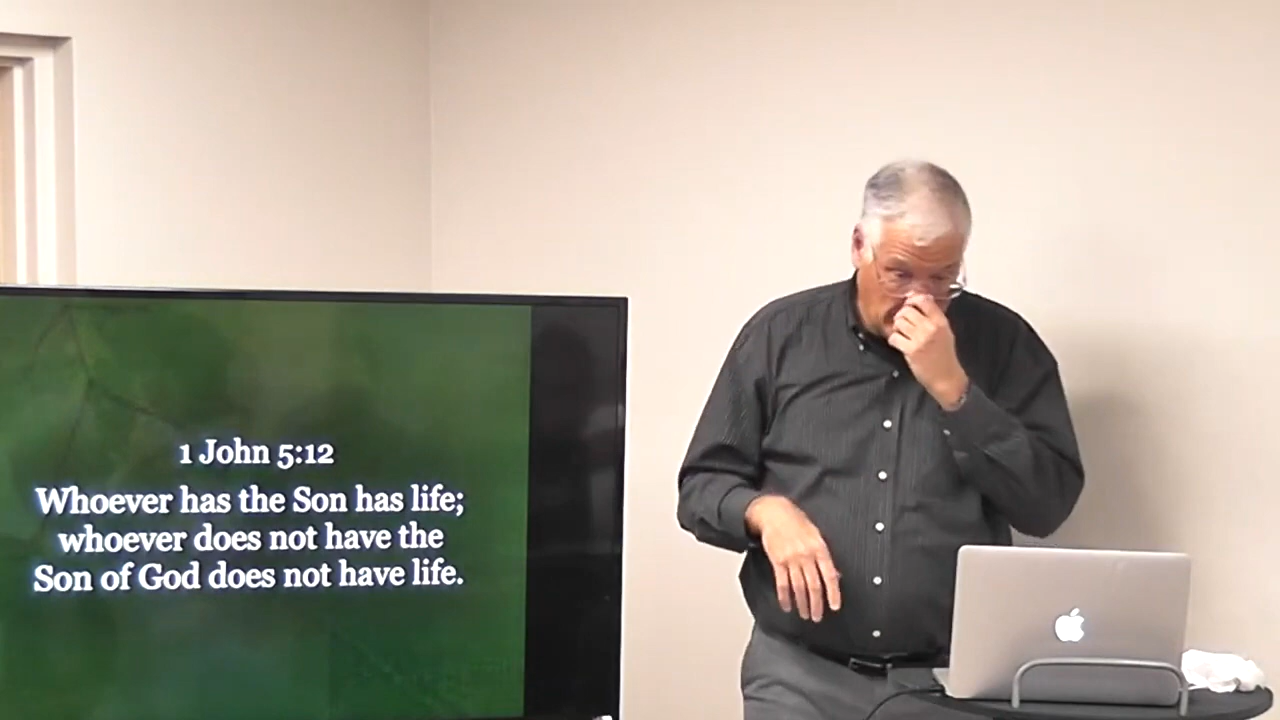 1 John 5:12
Whoever has the Son has life;
whoever does not have the
Son of God does not have life.